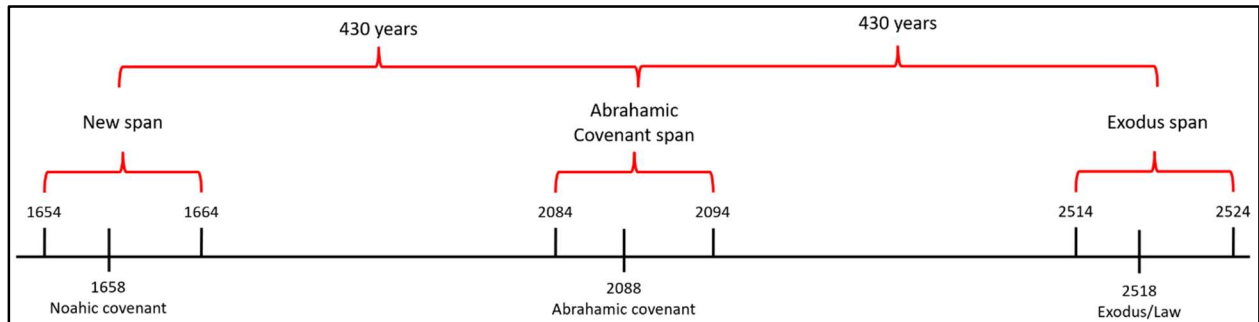 430 years
430 years
New span
Abrahamic
Covenant span
Exodus span
1654
1664
2084
2094
2514
2524
1658
Noahic covenant
2088
Abrahamic covenant
2518
Exodus/Law